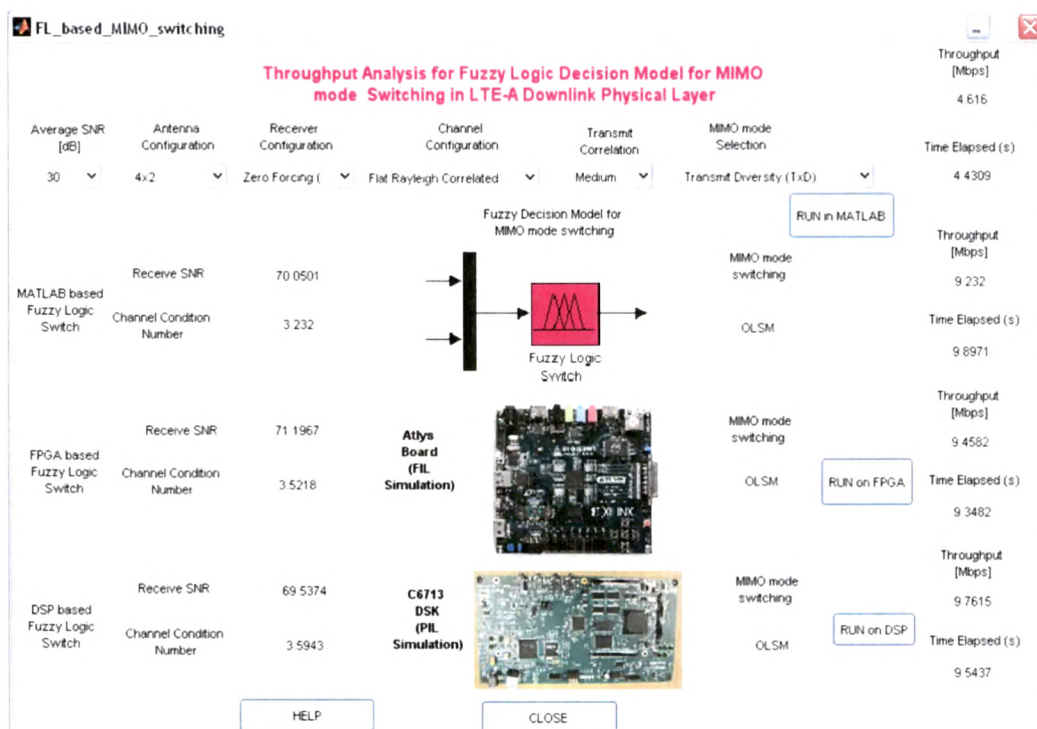 FL_based_MIMO_switching
Throughput Analysis for Fuzzy Logic Decision Model for MIMO
mode Switching in LTE-A Downlink Physical Layer
Throughput
[Mbps]
4.616
Average SNR
[dB]
30
Antenna
Configuration
4x2
Receiver
Configuration
Zero Forcing (
Channel
Configuration
Flat Rayleigh Correlated
Transmit
Correlation
Medium
MIMO mode
Selection
Transmit Diversity (TxD)
Time Elapsed (s)
4.4309
RUN in MATLAB
Fuzzy Decision Model for
MIMO mode switching
MATLAB based
Fuzzy Logic
Switch
Receive SNR
70.0501
Channel Condition
Number
3.232
Fuzzy Logic
Switch
MIMO mode
switching
OLSM
Throughput
[Mbps]
9.232
Time Elapsed (s)
9.8971
FPGA based
Fuzzy Logic
Switch
Receive SNR
71.1967
Channel Condition
Number
3.5218
Atlys
Board
(FIL
Simulation)
DIGILENT
XILINX
MIMO mode
switching
OLSM
RUN on FPGA
Throughput
[Mbps]
9.4582
Time Elapsed (s)
9.3482
DSP based
Fuzzy Logic
Switch
Receive SNR
69.5374
Channel Condition
Number
3.5943
C6713
DSK
(PIL
Simulation)
MIMO mode
switching
OLSM
RUN on DSP
Throughput
[Mbps]
9.7615
Time Elapsed (s)
9.5437
HELP
CLOSE